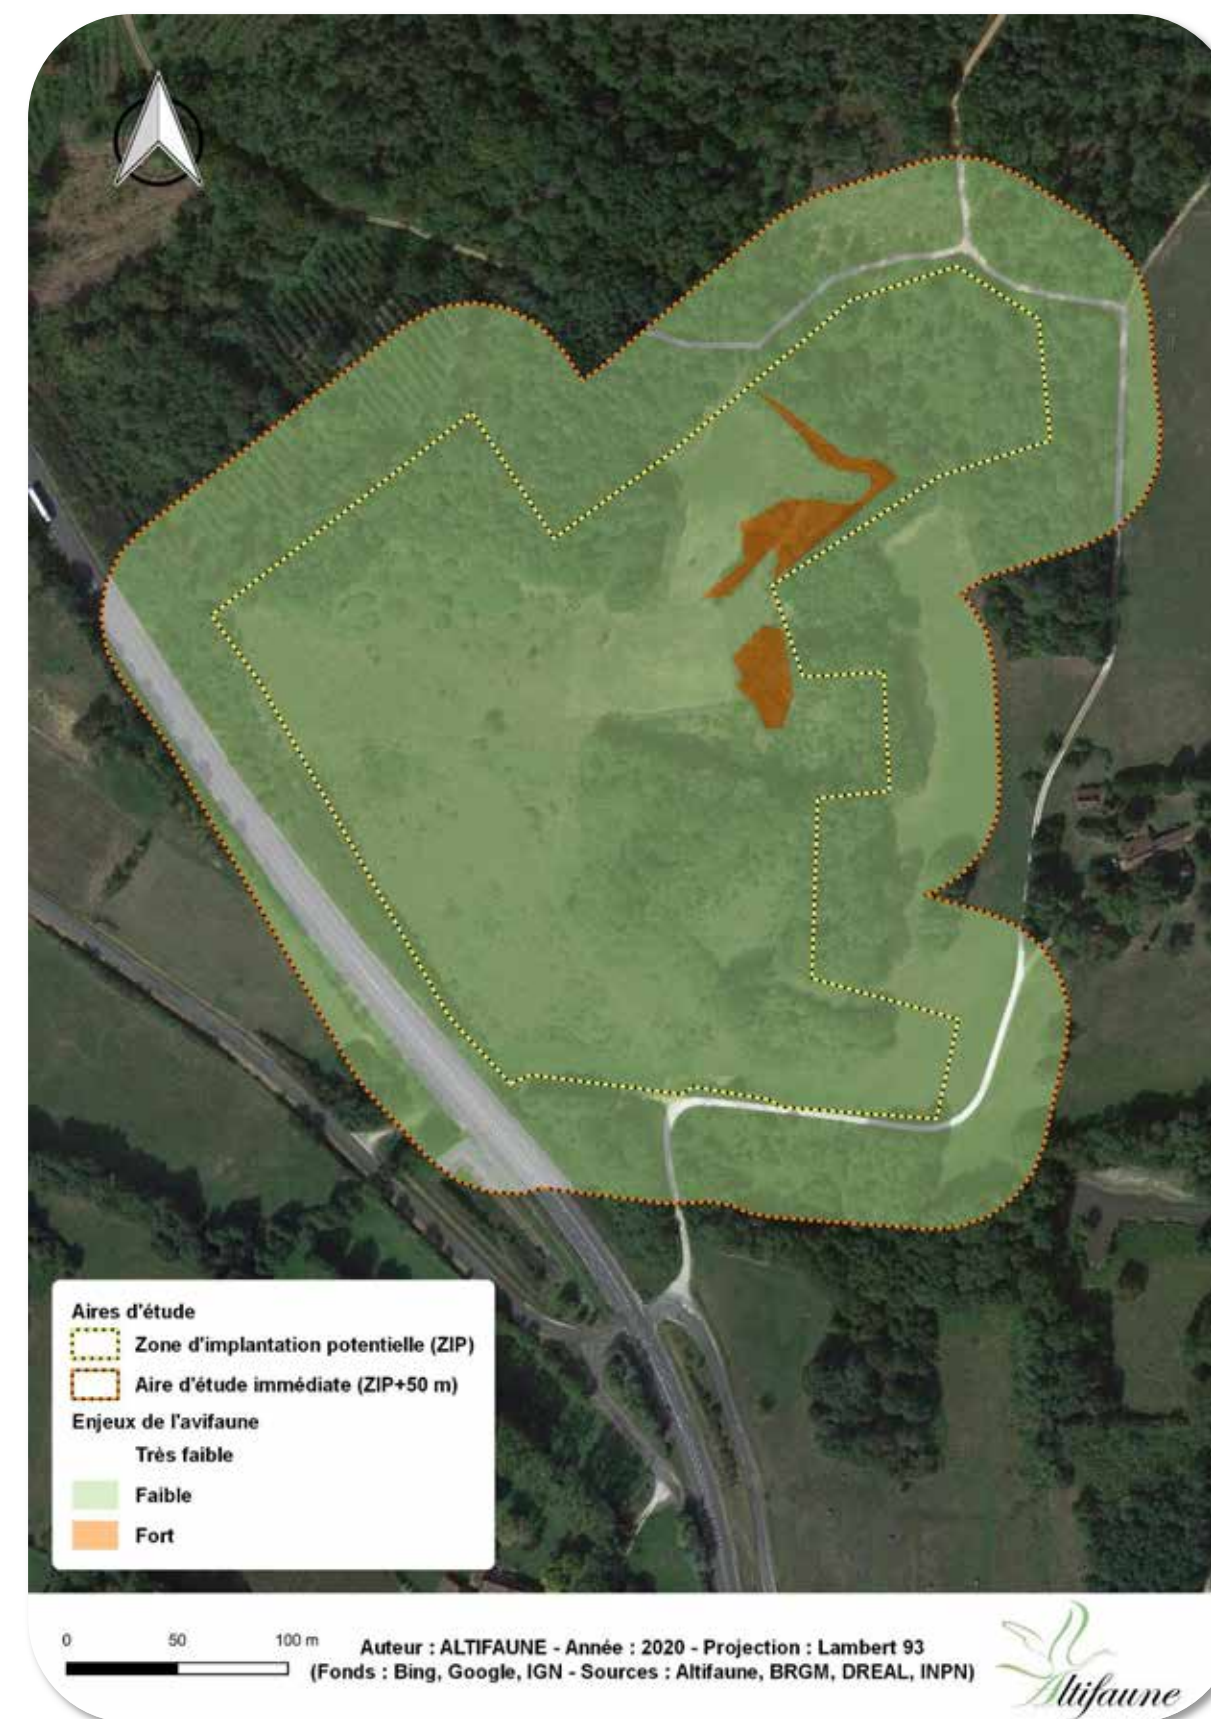 Aires d'étude
Zone d'implantation potentielle (ZIP)
Aire d'étude immédiate (ZIP+50 m)
Enjeux de l'avifaune
Très faible
Faible
Fort
0 50 100 m
Auteur : ALTIFAUNE - Année : 2020 - Projection : Lambert 93
(Fonds : Bing, Google, IGN - Sources : Altifaune, BRGM, DREAL, INPN)
Altifaune